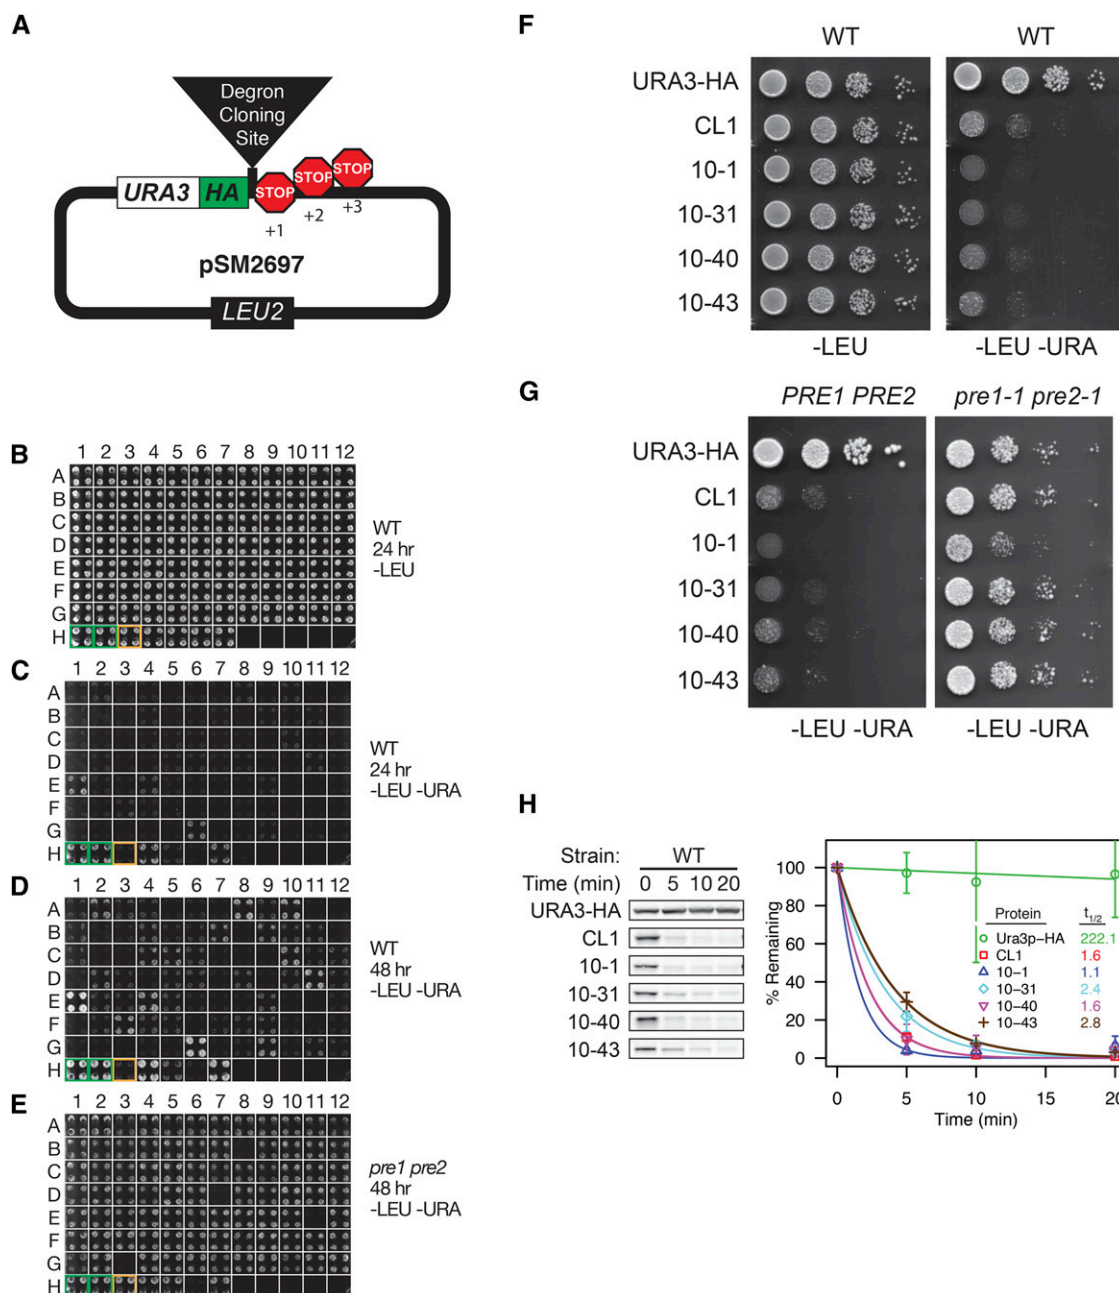 A
Degron
Cloning
Site
URA3 HA
STOP STOP STOP
+1 +2 +3
pSM2697
LEU2
B
1 2 3 4 5 6 7 8 9 10 11 12
A
B
C
D
E
F
G
H
WT
24 hr
-LEU
C
1 2 3 4 5 6 7 8 9 10 11 12
A
B
C
D
E
F
G
H
WT
24 hr
-LEU -URA
D
1 2 3 4 5 6 7 8 9 10 11 12
A
B
C
D
E
F
G
H
WT
48 hr
-LEU -URA
E
1 2 3 4 5 6 7 8 9 10 11 12
A
B
C
D
E
F
G
H
pre1 pre2
48 hr
-LEU -URA
F
WT WT
URA3-HA
CL1
10-1
10-31
10-40
10-43
-LEU -LEU -URA
G
PRE1 PRE2 pre1-1 pre2-1
URA3-HA
CL1
10-1
10-31
10-40
10-43
-LEU -URA -LEU -URA
H
Strain: WT
Time (min) 0 5 10 20
URA3-HA
CL1
10-1
10-31
10-40
10-43
% Remaining
100
80
60
40
20
0
Protein t1/2
Ura3p-HA 222.1
CL1 1.6
10-1 1.1
10-31 2.4
10-40 1.6
10-43 2.8
0 5 10 15 20
Time (min)